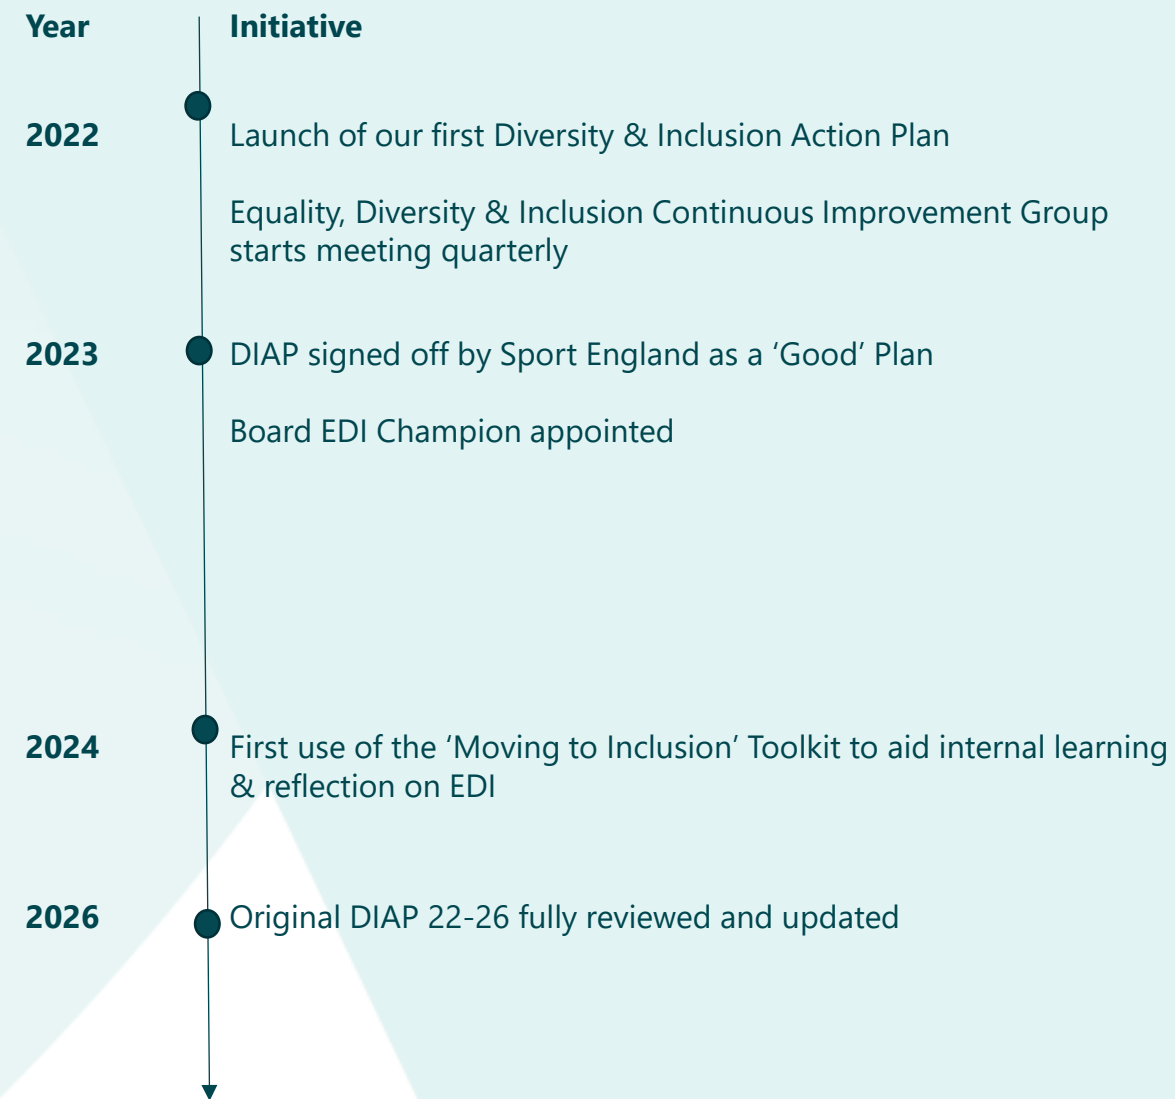 Year Initiative
2022 Launch of our first Diversity & Inclusion Action Plan
Equality, Diversity & Inclusion Continuous Improvement Group
starts meeting quarterly
2023 DIAP signed off by Sport England as a ‘Good’ Plan
Board EDI Champion appointed
2024 First use of the ‘Moving to Inclusion’ Toolkit to aid internal learning
& reflection on EDI
2026 Original DIAP 22-26 fully reviewed and updated